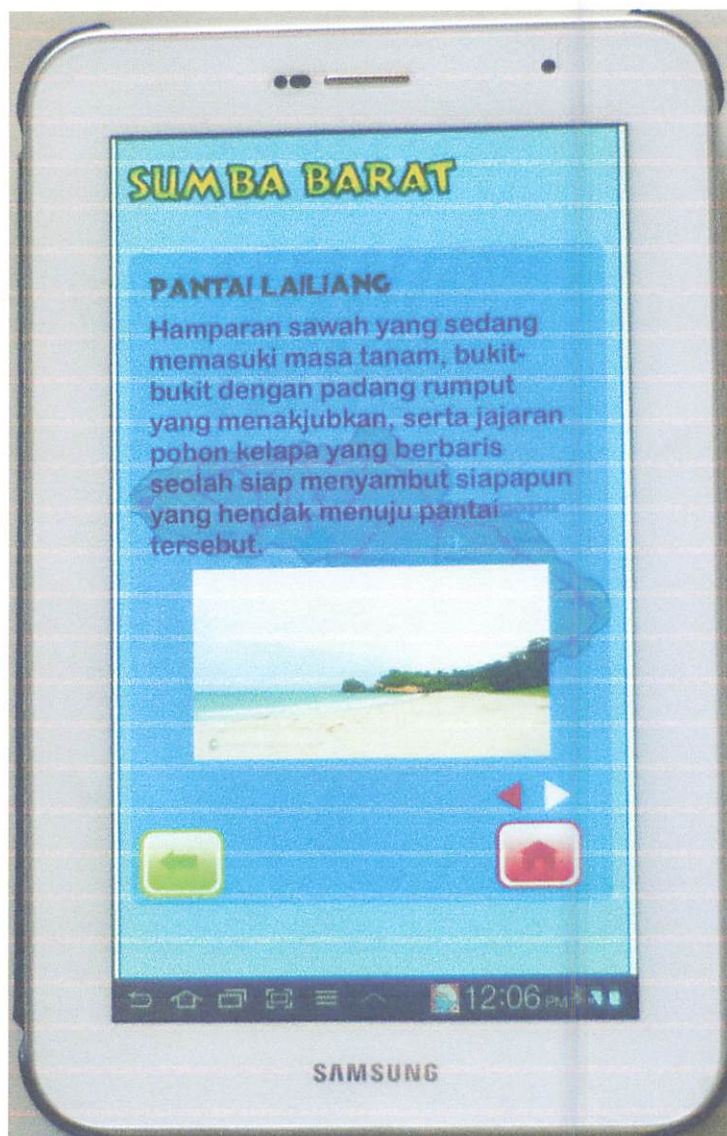 SUMBA BARAT
PANTAI LAILIANG
Hamparan sawah yang sedang
memasuki masa tanam, bukit-
bukit dengan padang rumput
yang menakjubkan, serta jajaran
pohon kelapa yang berbaris
seolah siap menyambut siapapun
yang hendak menuju pantai
tersebut.
12:06 PM
SAMSUNG